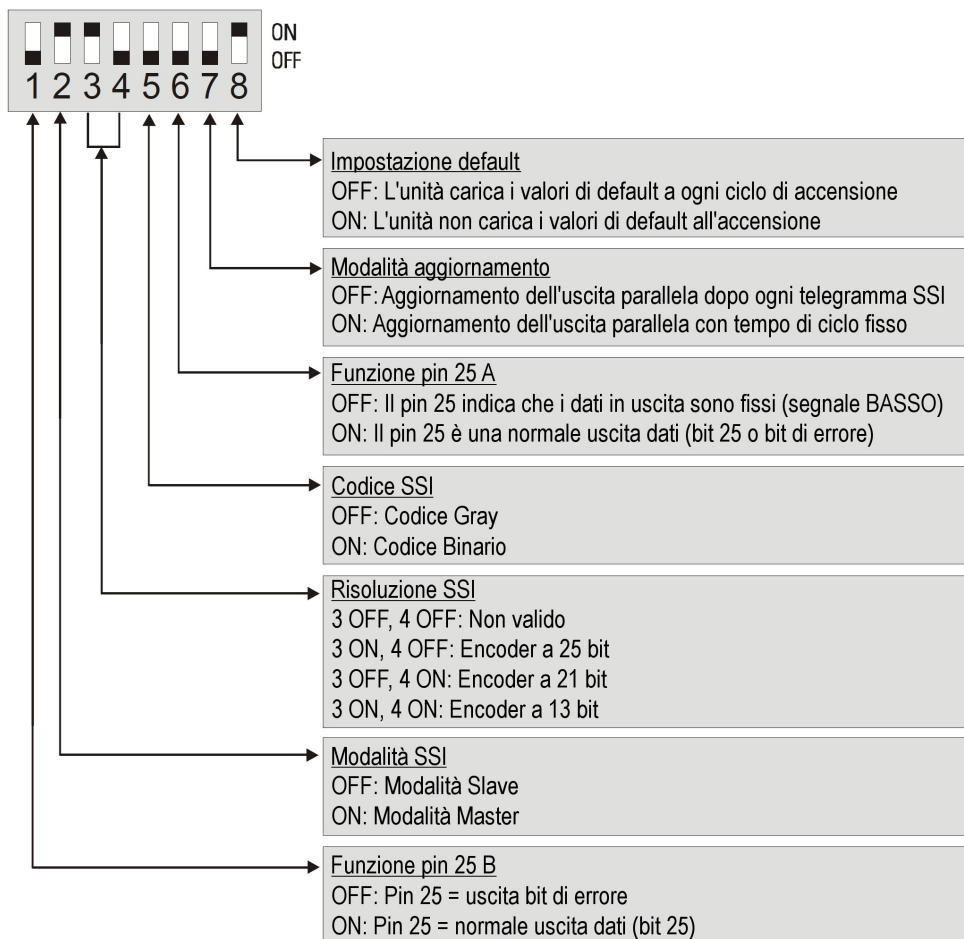 ON
OFF
1 2 3 4 5 6 7 8
Impostazione default
OFF: L'unità carica i valori di default a ogni ciclo di accensione
ON: L'unità non carica i valori di default all'accensione
Modalità aggiornamento
OFF: Aggiornamento dell'uscita parallela dopo ogni telegramma SSI
ON: Aggiornamento dell'uscita parallela con tempo di ciclo fisso
Funzione pin 25 A
OFF: Il pin 25 indica che i dati in uscita sono fissi (segnale BASSO)
ON: Il pin 25 è una normale uscita dati (bit 25 o bit di errore)
Codice SSI
OFF: Codice Gray
ON: Codice Binario
Risoluzione SSI
3 OFF, 4 OFF: Non valido
3 ON, 4 OFF: Encoder a 25 bit
3 OFF, 4 ON: Encoder a 21 bit
3 ON, 4 ON: Encoder a 13 bit
Modalità SSI
OFF: Modalità Slave
ON: Modalità Master
Funzione pin 25 B
OFF: Pin 25 = uscita bit di errore
ON: Pin 25 = normale uscita dati (bit 25)